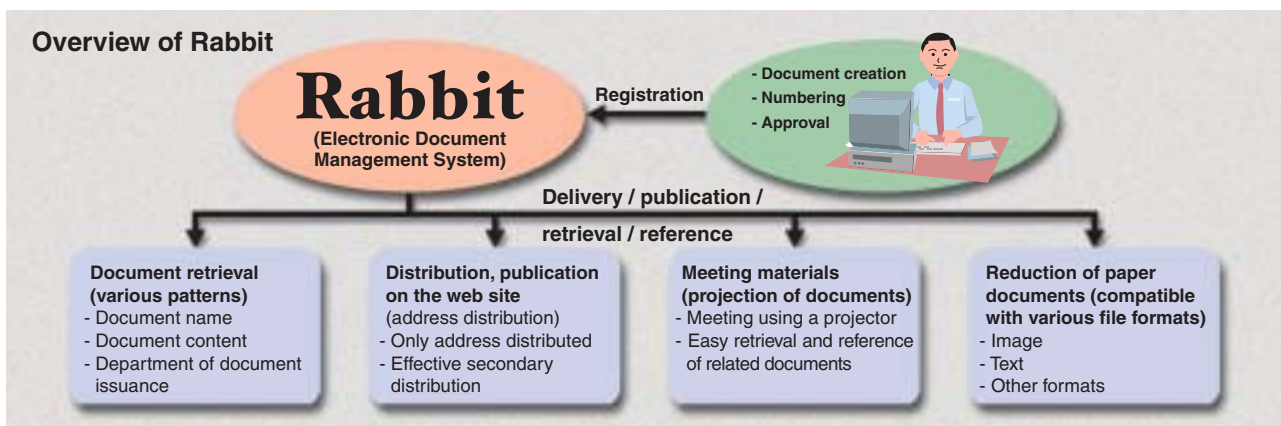 Overview of Rabbit
Rabbit
(Electronic Document
Management System)
Registration
- Document creation
- Numbering
- Approval
Delivery / publication /
retrieval / reference
Document retrieval
(various patterns)
- Document name
- Document content
- Department of document
issuance
Distribution, publication
on the web site
(address distribution)
- Only address distributed
- Effective secondary
distribution
Meeting materials
(projection of documents)
- Meeting using a projector
- Easy retrieval and reference
of related documents
Reduction of paper
documents (compatible
with various file formats)
- Image
- Text
- Other formats